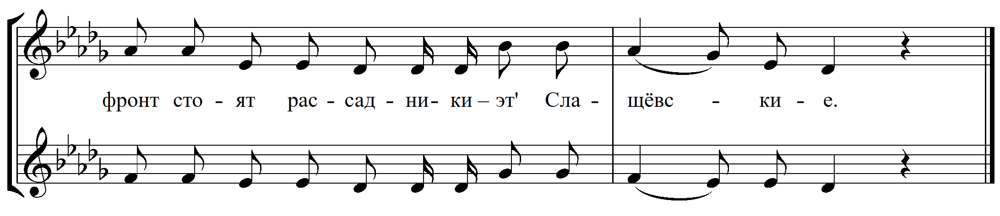 фронт сто - ят рас - сад - ни- ки – эт' Сла - щёвс - ки - е.